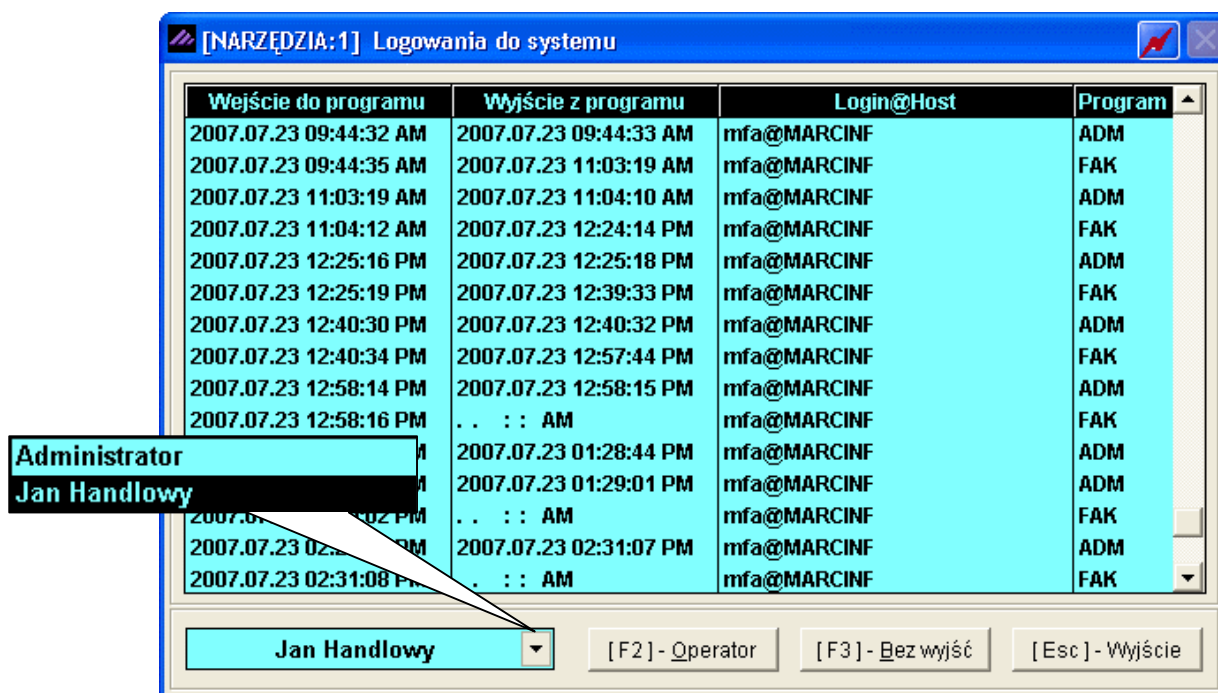 [NARZĘDZIA:1] Logowania do systemu
Wejście do programu Wyjście z programu Login@Host Program
2007.07.23 09:44:32 AM 2007.07.23 09:44:33 AM mfa@MARCINF ADM
2007.07.23 09:44:35 AM 2007.07.23 11:03:19 AM mfa@MARCINF FAK
2007.07.23 11:03:19 AM 2007.07.23 11:04:10 AM mfa@MARCINF ADM
2007.07.23 11:04:12 AM 2007.07.23 12:24:14 PM mfa@MARCINF FAK
2007.07.23 12:25:16 PM 2007.07.23 12:25:18 PM mfa@MARCINF ADM
2007.07.23 12:25:19 PM 2007.07.23 12:39:33 PM mfa@MARCINF FAK
2007.07.23 12:40:30 PM 2007.07.23 12:40:32 PM mfa@MARCINF ADM
2007.07.23 12:40:34 PM 2007.07.23 12:57:44 PM mfa@MARCINF FAK
2007.07.23 12:58:14 PM 2007.07.23 12:58:15 PM mfa@MARCINF ADM
2007.07.23 12:58:16 PM . . : : AM mfa@MARCINF FAK
Administrator
2007.07.23 01:28:44 PM mfa@MARCINF ADM
Jan Handlowy
2007.07.23 01:29:01 PM mfa@MARCINF ADM
PM . . : : AM mfa@MARCINF FAK
2007.07.23 2007.07.23 02:31:07 PM mfa@MARCINF ADM
2007.07.23 02:31:08 . : : AM mfa@MARCINF FAK
Jan Handlowy [F2] - Operator [F3] - Bez wyjść [Esc] - Wyjście